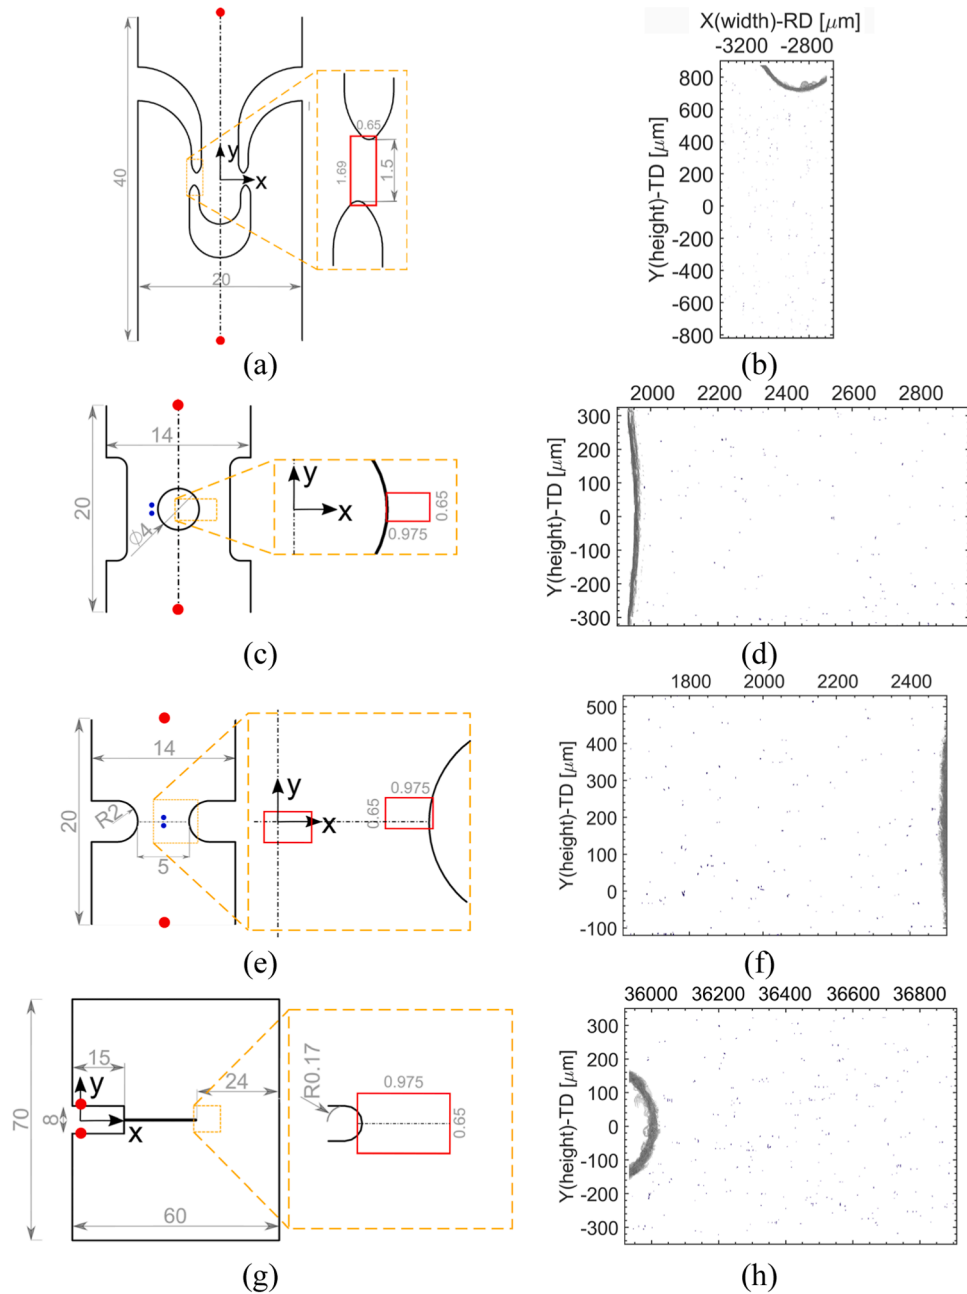 40
20
y
x
0.65
1.69
1.5
(a)
X(width)-RD [µm]
-3200 -2800
Y(height)-TD [µm]
800
600
400
200
0
-200
-400
-600
-800
(b)
20
14
ϕ4
y
x
0.65
0.975
(c)
2000 2200 2400 2600 2800
Y(height)-TD [µm]
300
200
100
0
-100
-200
-300
(d)
20
14
R2
5
y
x
0.975
0.65
(e)
1800 2000 2200 2400
Y(height)-TD [µm]
500
400
300
200
100
0
-100
(f)
70
15
y
8
x
24
60
R0.17
0.975
0.65
(g)
36000 36200 36400 36600 36800
Y(height)-TD [µm]
300
200
100
0
-100
-200
-300
(h)